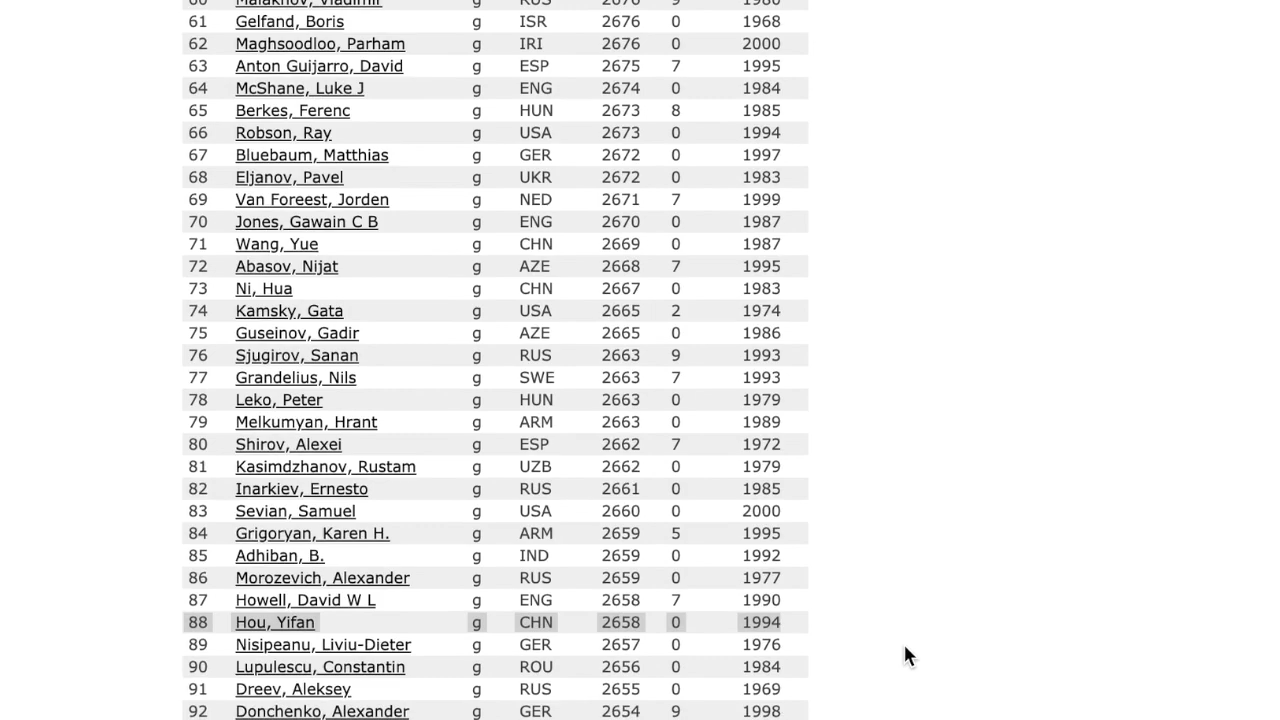 60 Malakhov, Vladimir g RUS 2676 9 1980
61 Gelfand, Boris g ISR 2676 0 1968
62 Maghsoodloo, Parham g IRI 2676 0 2000
63 Anton Guijarro, David g ESP 2675 7 1995
64 McShane, Luke J g ENG 2674 0 1984
65 Berkes, Ferenc g HUN 2673 8 1985
66 Robson, Ray g USA 2673 0 1994
67 Bluebaum, Matthias g GER 2672 0 1997
68 Eljanov, Pavel g UKR 2672 0 1983
69 Van Foreest, Jorden g NED 2671 7 1999
70 Jones, Gawain C B g ENG 2670 0 1987
71 Wang, Yue g CHN 2669 0 1987
72 Abasov, Nijat g AZE 2668 7 1995
73 Ni, Hua g CHN 2667 0 1983
74 Kamsky, Gata g USA 2665 2 1974
75 Guseinov, Gadir g AZE 2665 0 1986
76 Sjugirov, Sanan g RUS 2663 9 1993
77 Grandelius, Nils g SWE 2663 7 1993
78 Leko, Peter g HUN 2663 0 1979
79 Melkumyan, Hrant g ARM 2663 0 1989
80 Shirov, Alexei g ESP 2662 7 1972
81 Kasimdzhanov, Rustam g UZB 2662 0 1979
82 Inarkiev, Ernesto g RUS 2661 0 1985
83 Sevian, Samuel g USA 2660 0 2000
84 Grigoryan, Karen H. g ARM 2659 5 1995
85 Adhiban, B. g IND 2659 0 1992
86 Morozevich, Alexander g RUS 2659 0 1977
87 Howell, David W L g ENG 2658 7 1990
88 Hou, Yifan g CHN 2658 0 1994
89 Nisipeanu, Liviu-Dieter g GER 2657 0 1976
90 Lupulescu, Constantin g ROU 2656 0 1984
91 Dreev, Aleksey g RUS 2655 0 1969
92 Donchenko, Alexander g GER 2654 9 1998